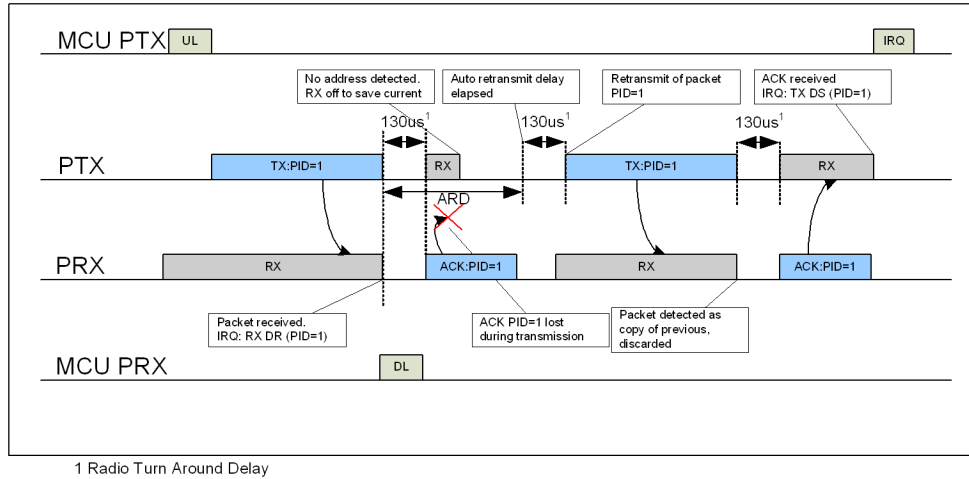 MCU PTX
UL
IRQ
No address detected.
RX off to save current
Auto retransmit delay
elapsed
Retransmit of packet
PID=1
ACK received
IRQ: TX DS (PID=1)
130us1
130us1
130us1
PTX
TX:PID=1
RX
TX:PID=1
RX
ARD
PRX
RX
ACK:PID=1
RX
ACK:PID=1
Packet received.
IRQ: RX DR (PID=1)
ACK PID=1 lost
during transmission
Packet detected as
copy of previous,
discarded
MCU PRX
DL
1 Radio Turn Around Delay